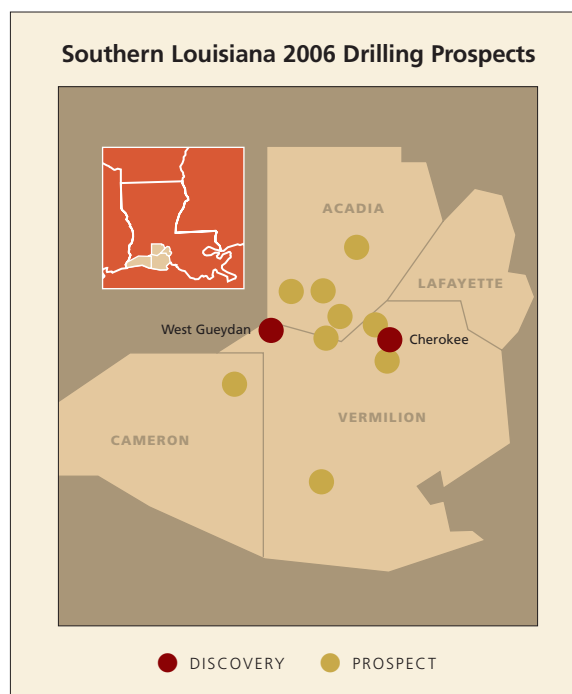 Southern Louisiana 2006 Drilling Prospects
ACADIA
LAFAYETTE
West Gueydan
Cherokee
VERMILION
CAMERON
DISCOVERY
PROSPECT